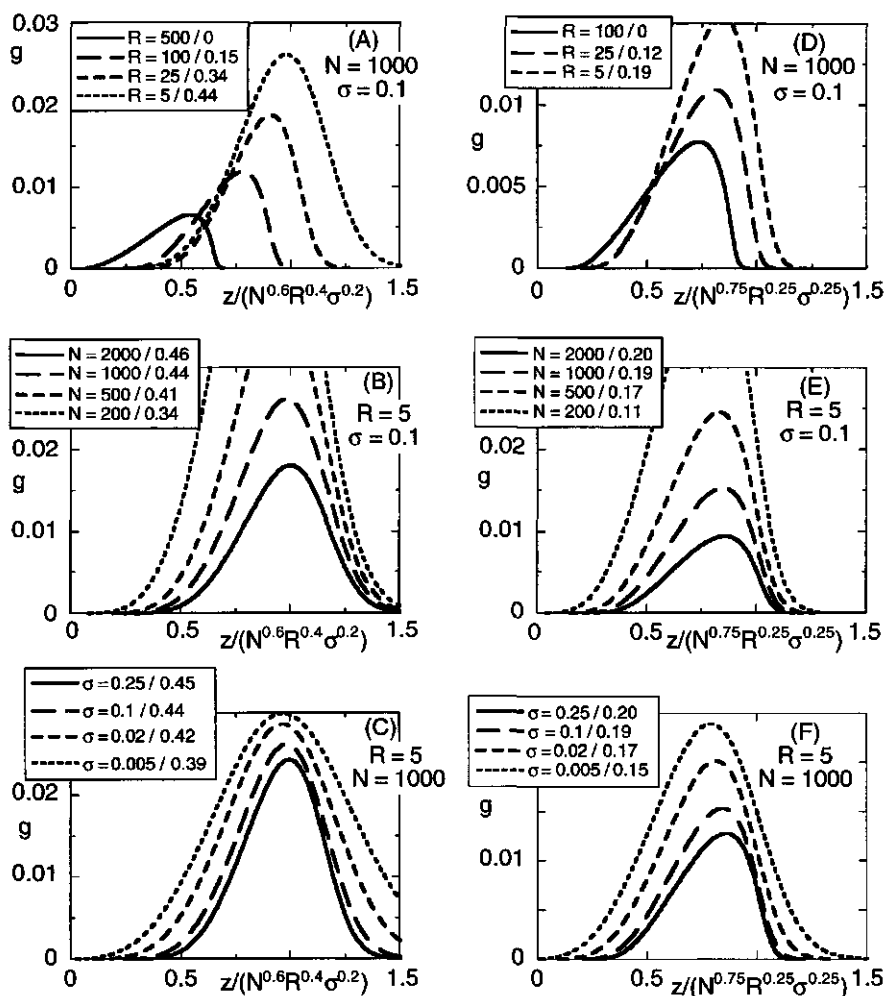 0.03
g
0.02
0.01
0
R = 500 / 0
R = 100 / 0.15
R = 25 / 0.34
R = 5 / 0.44
(A)
N = 1000
σ = 0.1
0 0.5 z/(N^0.6R^0.4σ^0.2) 1.5
R = 100 / 0
R = 25 / 0.12
R = 5 / 0.19
(D)
N = 1000
σ = 0.1
0.01
g
0.005
0
0 0.5 z/(N^0.75R^0.25σ^0.25) 1.5
N = 2000 / 0.46
N = 1000 / 0.44
N = 500 / 0.41
N = 200 / 0.34
(B)
R = 5
σ = 0.1
0.02
g
0.01
0
0 0.5 z/(N^0.6R^0.4σ^0.2) 1.5
N = 2000 / 0.20
N = 1000 / 0.19
N = 500 / 0.17
N = 200 / 0.11
(E)
R = 5
σ = 0.1
0.02
g
0.01
0
0 0.5 z/(N^0.75R^0.25σ^0.25) 1.5
σ=0.25 / 0.45
σ=0.1 / 0.44
σ=0.02 / 0.42
σ=0.005 / 0.39
(C)
R = 5
N = 1000
0.02
g
0.01
0
0 0.5 z/(N^0.6R^0.4σ^0.2) 1.5
σ= 0.25 / 0.20
σ= 0.1 / 0.19
σ= 0.02 / 0.17
σ= 0.005 / 0.15
(F)
R = 5
N = 1000
g
0.01
0
0 0.5 z/(N^0.75R^0.25σ^0.25) 1.5